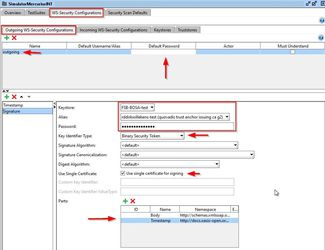 SimulatorMercuriusINT
Overview TestSuites WS-Security Configurations Security Scan Defaults
Outgoing WS-Security Configurations Incoming WS-Security Configurations Keystores Truststores
Name Default Username/Alias Default Password Actor Must Understand
outgoing
Timestamp
Signature
Keystore: FSB-BOSA-test
Alias:
Password:
Key Identifier Type: Binary Security Token
Signature Algorithm: <default>
Signature Canonicalization: <default>
Digest Algorithm: <default>
Use Single Certificate: Use single certificate for signing
Custom Key Identifier:
Custom Key Identifier ValueType:
Parts:
ID Name Namespace E...
Body http://schemas.xmlsoap.o...
Timestamp http://docs.oasis-open.or...